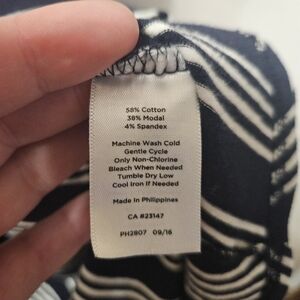 58% Cotton
38% Modal
4% Spandex
Machine Wash Cold
Gentle Cycle
Only Non-Chlorine
Bleach When Needed
Tumble Dry Low
Cool Iron If Needed
Made In Philippines
CA #23147
PH2807 09/16